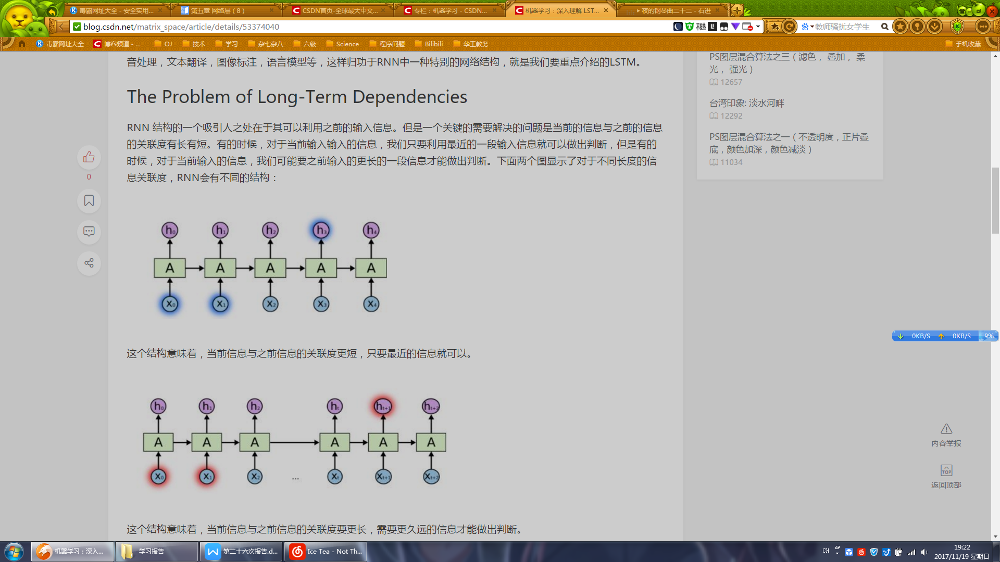 毒霸网址大全 - 安全实用...
第五章 网络层（8）
CSDN首页-全球最大中文...
专栏：机器学习 - CSDN...
机器学习：深入理解 LST...
夜的钢琴曲二十二 - 石进
blog.csdn.net/matrix_space/article/details/53374040
教师骚扰女学生
毒霸网址大全
博客频道 - ...
OJ
技术
学习
杂七杂八
六级
Science
程序问题
Bilibili
华工教务
手机收藏
音处理，文本翻译，图像标注，语言模型等，这样归功于RNN中一种特别的网络结构，就是我们要重点介绍的LSTM。
The Problem of Long-Term Dependencies
RNN 结构的一个吸引人之处在于其可以利用之前的输入信息。但是一个关键的需要解决的问题是当前的信息与之前的信息
的关联度有长有短。有的时候，对于当前输入输入的信息，我们只要利用最近的一段输入信息就可以做出判断，但是有的
时候，对于当前输入的信息，我们可能要之前输入的更长的一段信息才能做出判断。下面两个图显示了对于不同长度的信
息关联度，RNN会有不同的结构：
0
h0 h1 h2 h3 h4
A A A A A
x0 x1 x2 x3 x4
这个结构意味着，当前信息与之前信息的关联度更短，只要最近的信息就可以。
h0 h1 h2 ht ht+1 ht+2
A A A A A A
x0 x1 x2 ... xt xt+1 xt+2
这个结构意味着，当前信息与之前信息的关联度要更长，需要更久远的信息才能做出判断。
PS图层混合算法之三（滤色， 叠加， 柔
光， 强光）
12657
台湾印象: 淡水河畔
12292
PS图层混合算法之一（不透明度，正片叠
底，颜色加深，颜色减淡）
11034
0KB/S
0KB/S
9%
内容举报
TOP
返回顶部
机器学习：深入...
学习报告
第二十六次报告.d...
Ice Tea - Not Th...
CH
19:22
2017/11/19 星期日